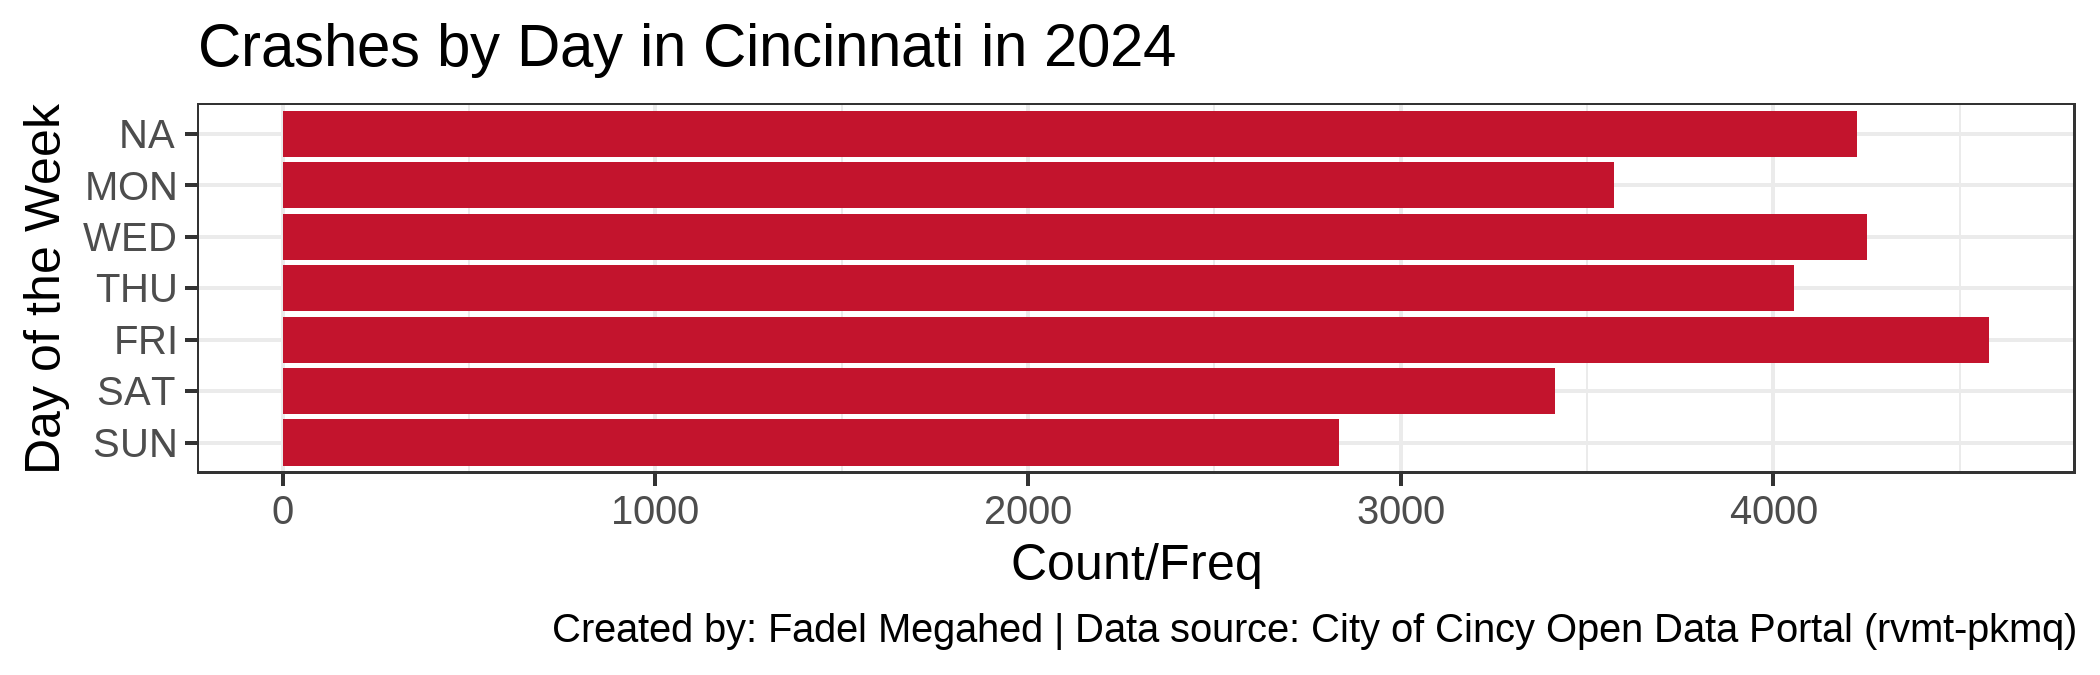 Crashes by Day in Cincinnati in 2024
Day of the Week
NA
MON
WED
THU
FRI
SAT
SUN
0 1000 2000 3000 4000
Count/Freq
Created by: Fadel Megahed | Data source: City of Cincy Open Data Portal (rvmt-pkmq)